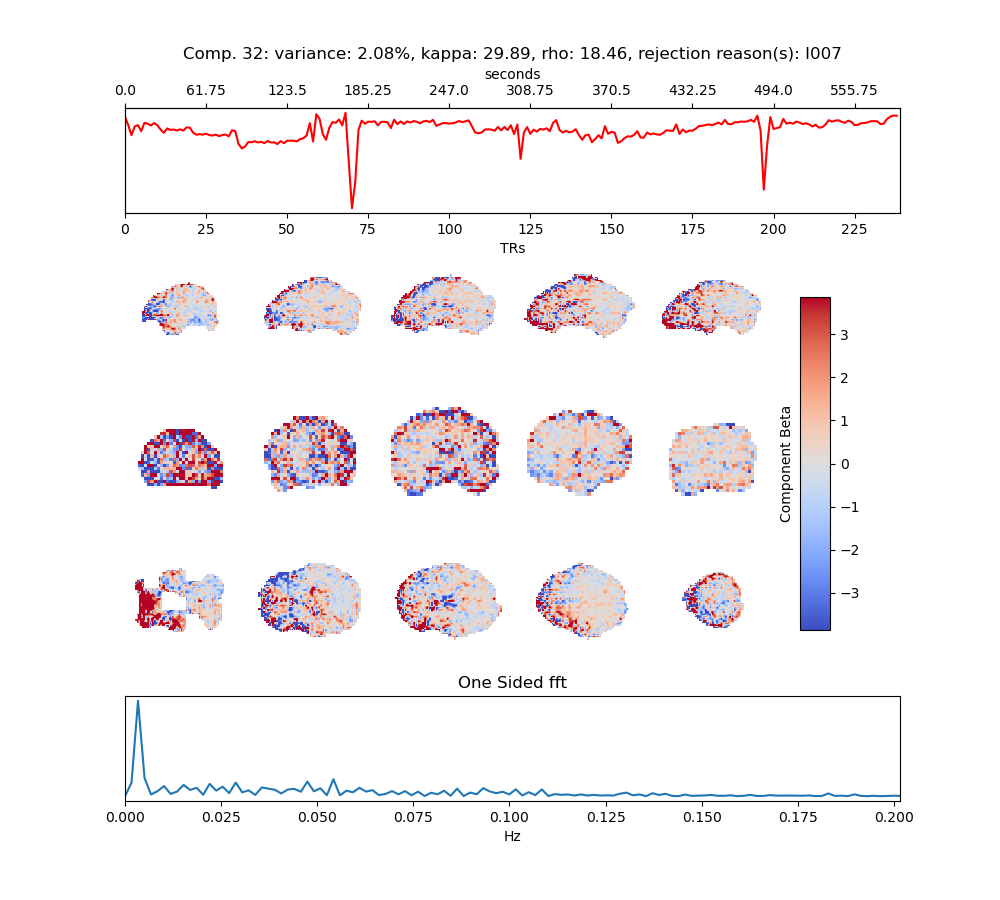 Comp. 32: variance: 2.08%, kappa: 29.89, rho: 18.46, rejection reason(s): I007
seconds
0.0 61.75 123.5 185.25 247.0 308.75 370.5 432.25 494.0 555.75
0 25 50 75 100 125 150 175 200 225
TRs
3
2
1
0
−1
−2
−3
Component Beta
One Sided fft
0.000 0.025 0.050 0.075 0.100 0.125 0.150 0.175 0.200
Hz